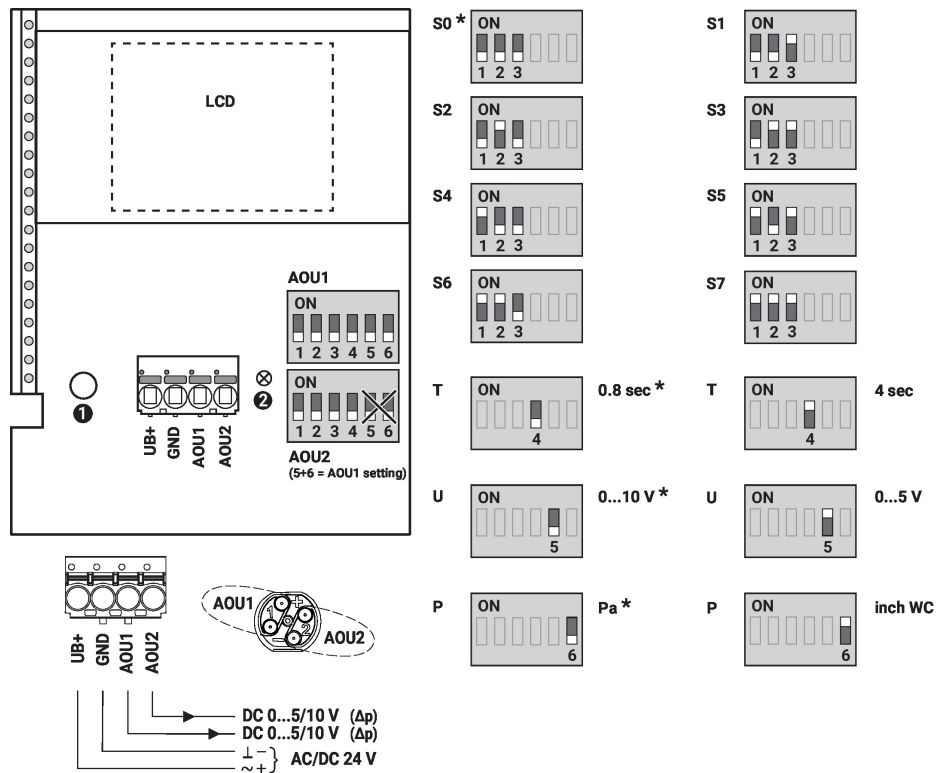 LCD
AOU1
ON
1 2 3 4 5 6
ON
1 2 3 4 5 6
AOU2
(5+6 = AOU1 setting)
1
2
UB+
GND
AOU1
AOU2
UB+
GND
AOU1
AOU2
AOU1
1 +
- 2
AOU2
DC 0...5/10 V (Δp)
DC 0...5/10 V (Δp)
⊥ -
~ +
} AC/DC 24 V
S0 *
ON
1 2 3
S1
ON
1 2 3
S2
ON
1 2 3
S3
ON
1 2 3
S4
ON
1 2 3
S5
ON
1 2 3
S6
ON
1 2 3
S7
ON
1 2 3
T
ON
4
0.8 sec *
T
ON
4
4 sec
U
ON
5
0...10 V *
U
ON
5
0...5 V
P
ON
6
Pa *
P
ON
6
inch WC